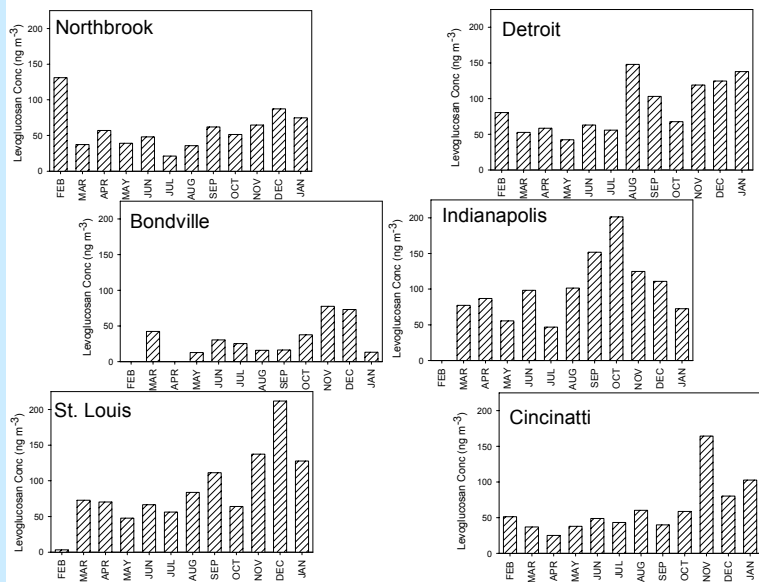 Northbrook
Levoglucosan Conc (ng m⁻³)
200
150
100
50
0
FEB MAR APR MAY JUN JUL AUG SEP OCT NOV DEC JAN
Detroit
Levoglucosan Conc (ng m⁻³)
200
150
100
50
0
FEB MAR APR MAY JUN JUL AUG SEP OCT NOV DEC JAN
Bondville
Levoglucosan Conc (ng m⁻³)
200
150
100
50
0
FEB MAR APR MAY JUN JUL AUG SEP OCT NOV DEC JAN
Indianapolis
Levoglucosan Conc (ng m⁻³)
200
150
100
50
0
FEB MAR APR MAY JUN JUL AUG SEP OCT NOV DEC JAN
St. Louis
Levoglucosan Conc (ng m⁻³)
200
150
100
50
0
FEB MAR APR MAY JUN JUL AUG SEP OCT NOV DEC JAN
Cincinatti
Levoglucosan Conc (ng m⁻³)
200
150
100
50
0
FEB MAR APR MAY JUN JUL AUG SEP OCT NOV DEC JAN